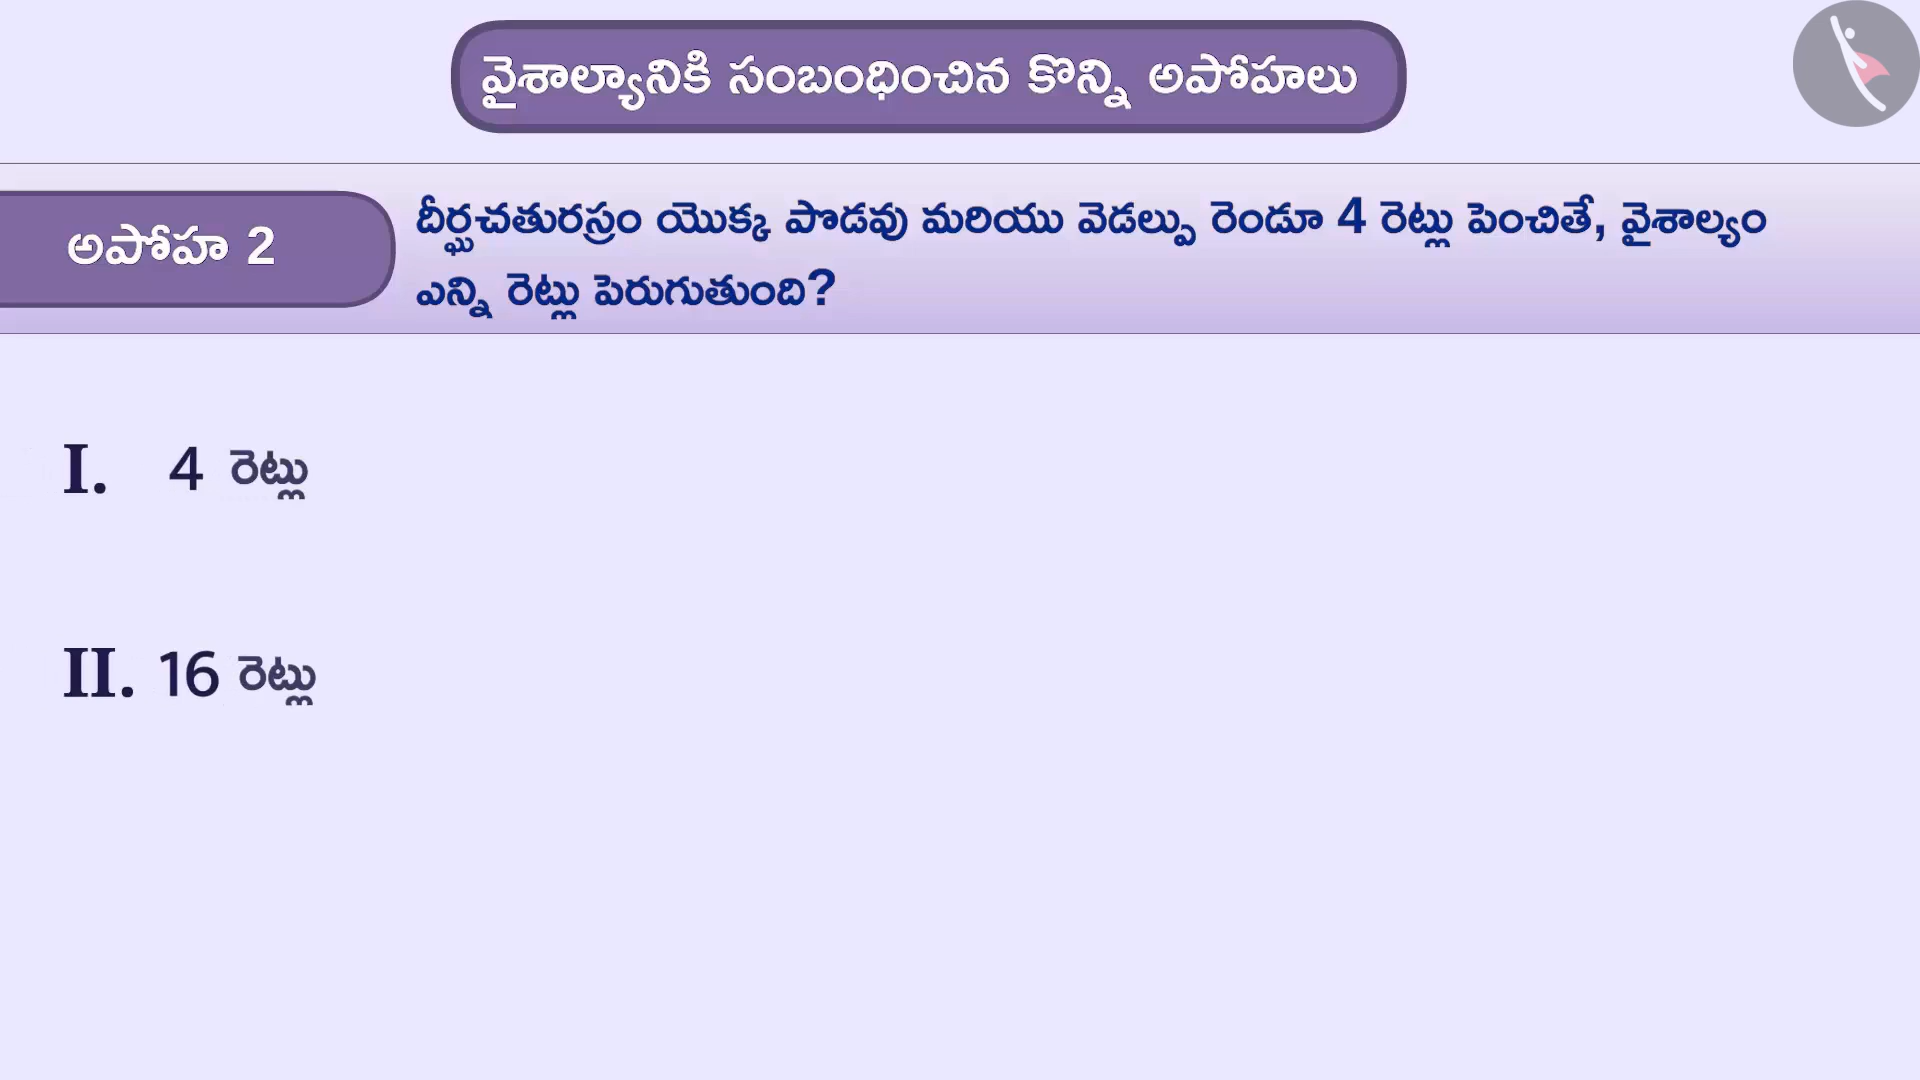 వైశాల్యానికి సంబంధించిన కొన్ని అపోహలు
అపోహ 2
దీర్ఘచతురస్రం యొక్క పొడవు మరియు వెడల్పు రెండూ 4 రెట్లు పెంచితే, వైశాల్యం
ఎన్ని రెట్లు పెరుగుతుంది?
I. 4 రెట్లు
II. 16 రెట్లు